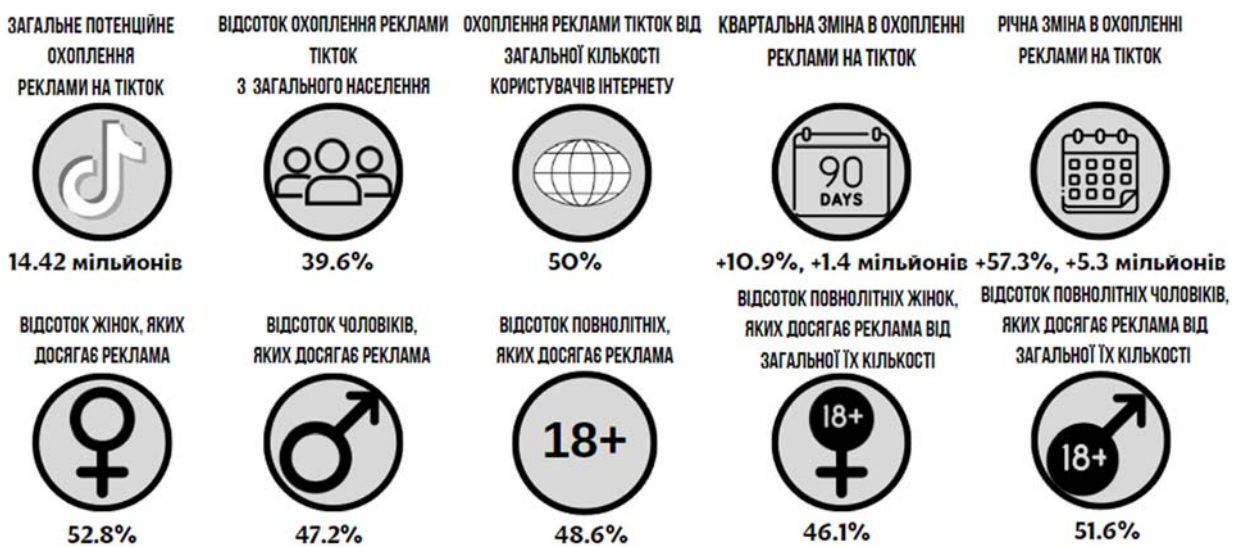 ЗАГАЛЬНЕ ПОТЕНЦІЙНЕ
ОХОПЛЕННЯ
РЕКЛАМИ НА ТІКТОК
14.42 мільйонів
ВІДСОТОК ОХОПЛЕННЯ РЕКЛАМИ
ТІКТОК
З ЗАГАЛЬНОГО НАСЕЛЕННЯ
39.6%
ОХОПЛЕННЯ РЕКЛАМИ ТІКТОК ВІД
ЗАГАЛЬНОЇ КІЛЬКОСТІ
КОРИСТУВАЧІВ ІНТЕРНЕТУ
50%
КВАРТАЛЬНА ЗМІНА В ОХОПЛЕННІ
РЕКЛАМИ НА ТІКТОК
90
DAYS
+10.9%, +1.4 мільйонів
РІЧНА ЗМІНА В ОХОПЛЕННІ
РЕКЛАМИ НА ТІКТОК
+57.3%, +5.3 мільйонів
ВІДСОТОК ЖІНОК, ЯКИХ
ДОСЯГАЄ РЕКЛАМА
52.8%
ВІДСОТОК ЧОЛОВІКІВ,
ЯКИХ ДОСЯГАЄ РЕКЛАМА
47.2%
ВІДСОТОК ПОВНОЛІТНІХ,
ЯКИХ ДОСЯГАЄ РЕКЛАМА
18+
48.6%
ВІДСОТОК ПОВНОЛІТНІХ ЖІНОК,
ЯКИХ ДОСЯГАЄ РЕКЛАМА ВІД
ЗАГАЛЬНОЇ ЇХ КІЛЬКОСТІ
18+
46.1%
ВІДСОТОК ПОВНОЛІТНІХ ЧОЛОВІКІВ,
ЯКИХ ДОСЯГАЄ РЕКЛАМА ВІД
ЗАГАЛЬНОЇ ЇХ КІЛЬКОСТІ
18+
51.6%